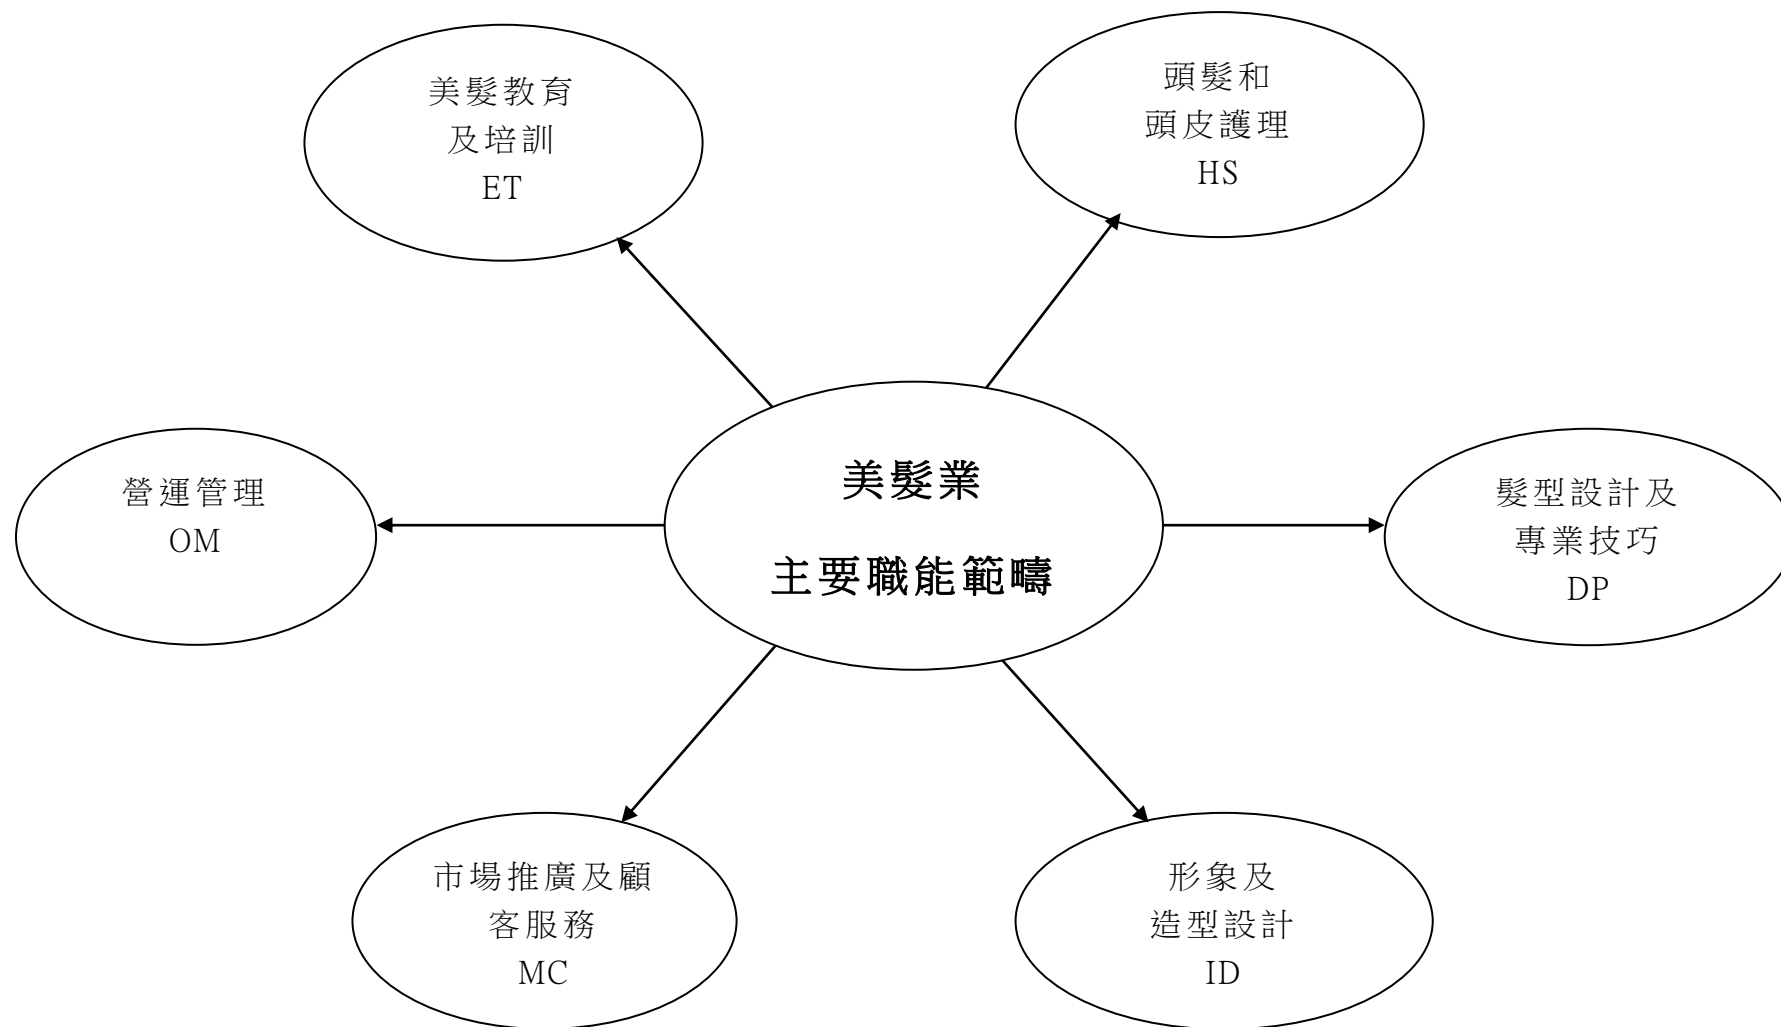 美髮教育
及培訓
ET
頭髮和
頭皮護理
HS
美髮業
主要職能範疇
營運管理
OM
髮型設計及
專業技巧
DP
市場推廣及顧
客服務
MC
形象及
造型設計
ID